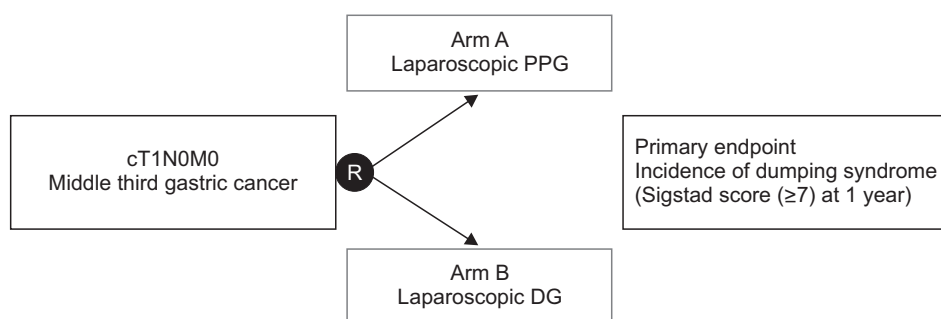 Arm A
Laparoscopic PPG
cT1N0M0
Middle third gastric cancer
R
Primary endpoint
Incidence of dumping syndrome
(Sigstad score (≥7) at 1 year)
Arm B
Laparoscopic DG